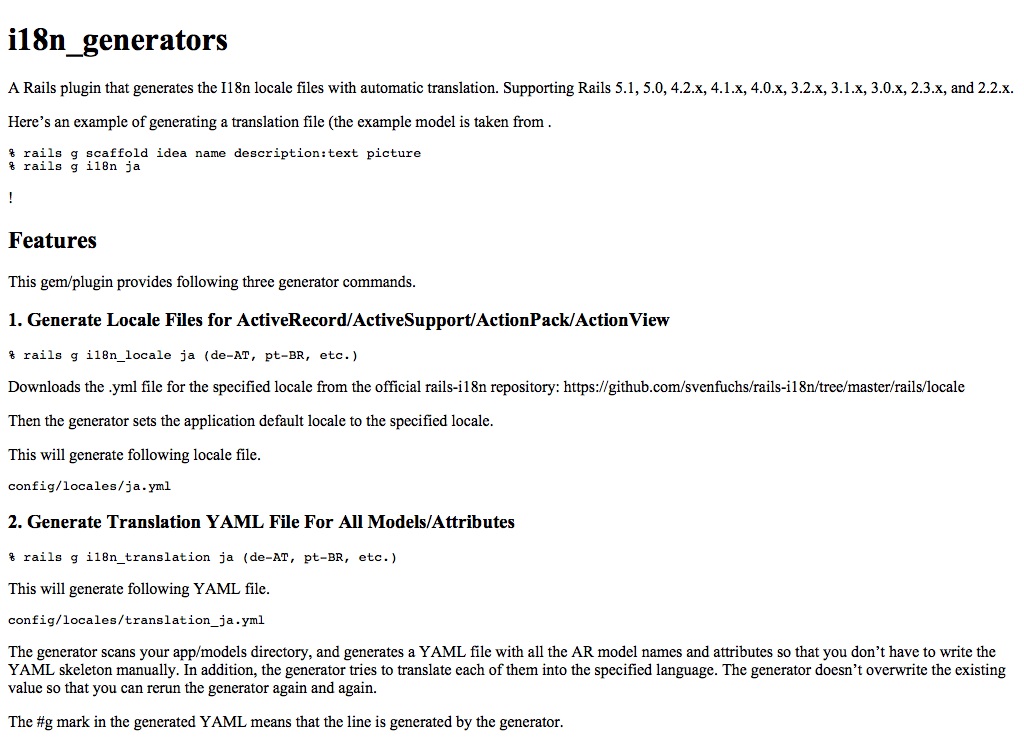 i18n_generators
A Rails plugin that generates the I18n locale files with automatic translation. Supporting Rails 5.1, 5.0, 4.2.x, 4.1.x, 4.0.x, 3.2.x, 3.1.x, 3.0.x, 2.3.x, and 2.2.x.
Here’s an example of generating a translation file (the example model is taken from .
% rails g scaffold idea name description:text picture
% rails g i18n ja
!
Features
This gem/plugin provides following three generator commands.
1. Generate Locale Files for ActiveRecord/ActiveSupport/ActionPack/ActionView
% rails g i18n_locale ja (de-AT, pt-BR, etc.)
Downloads the .yml file for the specified locale from the official rails-i18n repository: https://github.com/svenfuchs/rails-i18n/tree/master/rails/locale
Then the generator sets the application default locale to the specified locale.
This will generate following locale file.
config/locales/ja.yml
2. Generate Translation YAML File For All Models/Attributes
% rails g i18n_translation ja (de-AT, pt-BR, etc.)
This will generate following YAML file.
config/locales/translation_ja.yml
The generator scans your app/models directory, and generates a YAML file with all the AR model names and attributes so that you don’t have to write the
YAML skeleton manually. In addition, the generator tries to translate each of them into the specified language. The generator doesn’t overwrite the existing
value so that you can rerun the generator again and again.
The #g mark in the generated YAML means that the line is generated by the generator.